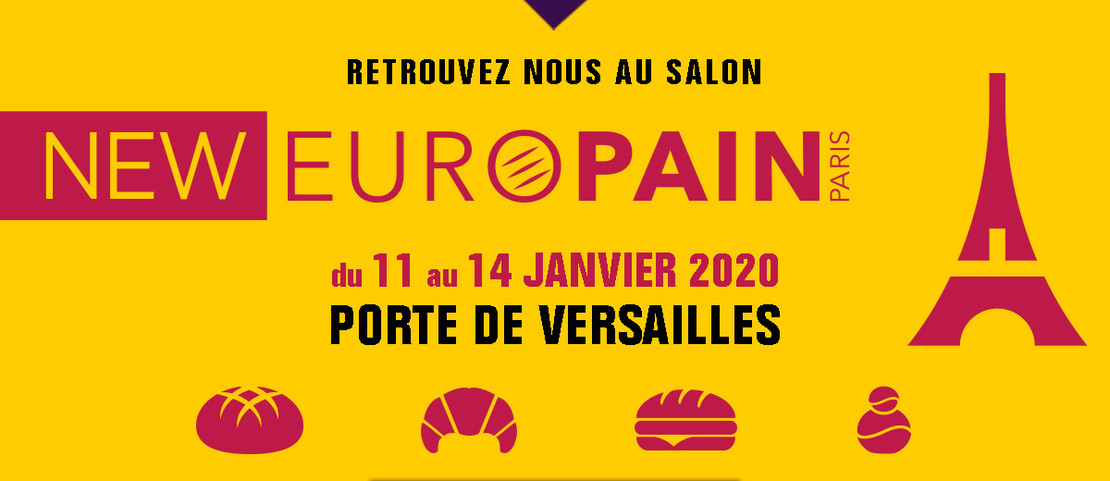 RETROUVEZ NOUS AU SALON
NEW EUROPAIN PARIS
du 11 au 14 JANVIER 2020
PORTE DE VERSAILLES